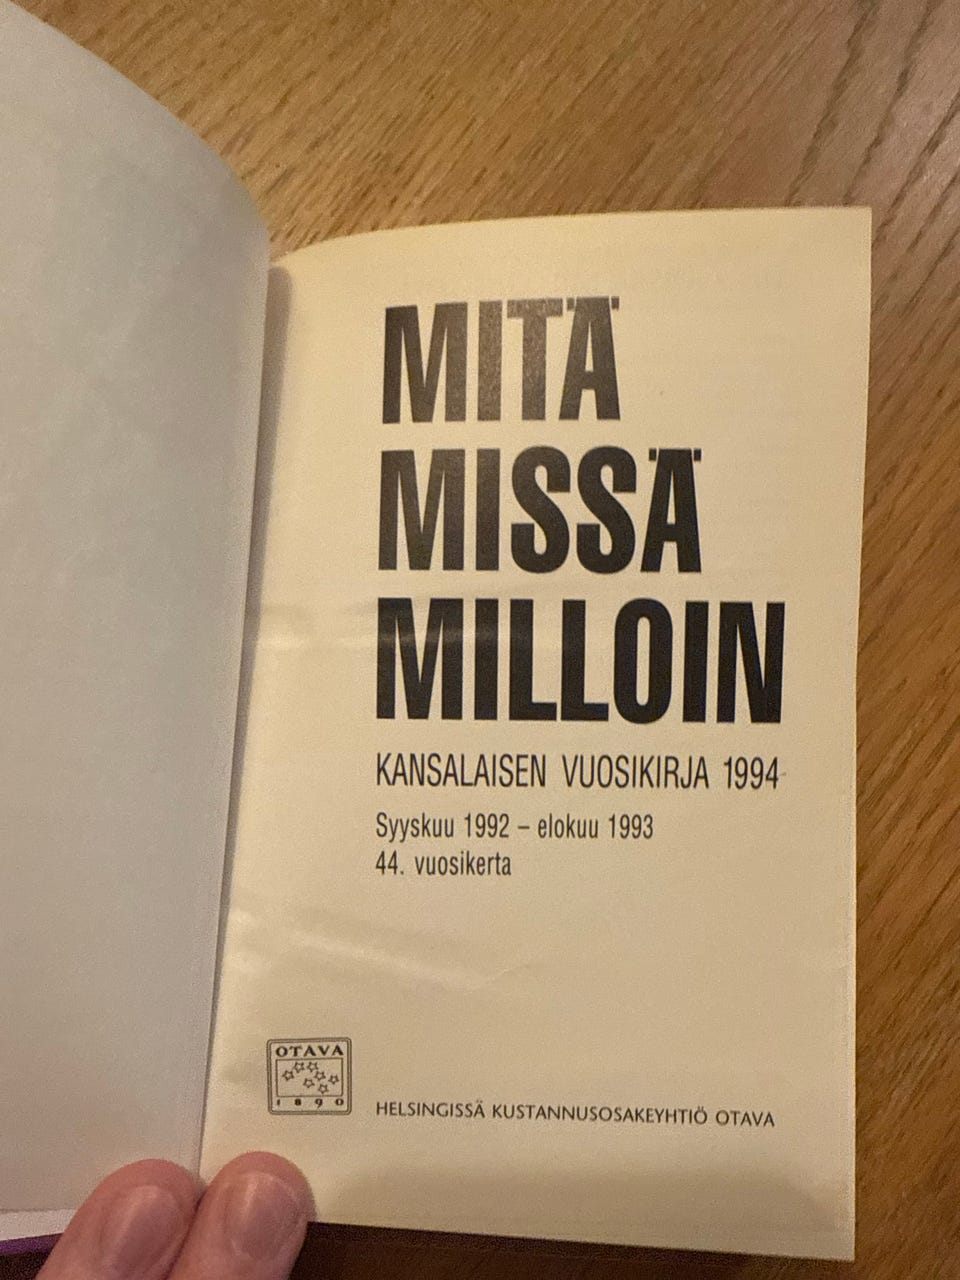 MITÄ
MISSÄ
MILLOIN
KANSALAISEN VUOSIKIRJA 1994
Syyskuu 1992 – elokuu 1993
44. vuosikerta
OTAVA
1890
HELSINGISSÄ KUSTANNUSOSAKEYHTIÖ OTAVA